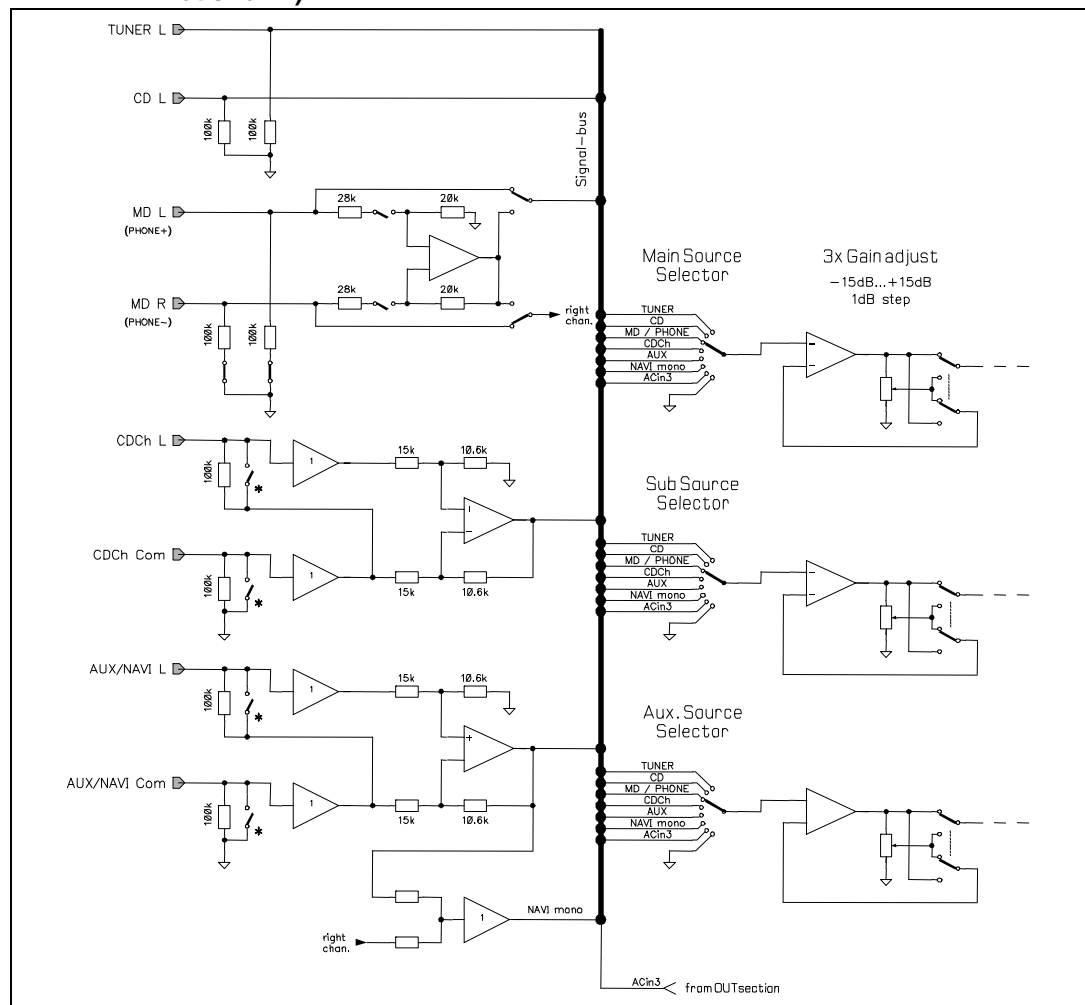 TUNER L
CD L
100k
100k
Signal-bus
MD L
(PHONE+)
28k
20k
MD R
(PHONE-)
28k
20k
100k
100k
right
chan.
Main Source
Selector
TUNER
CD
MD / PHONE
CDCh
AUX
NAVI mono
ACin3
3x Gain adjust
-15dB...+15dB
1dB step
-
-
CDCh L
100k
*
1
15k
10.6k
CDCh Com
100k
*
1
15k
10.6k
-
Sub Source
Selector
TUNER
CD
MD / PHONE
CDCh
AUX
NAVI mono
ACin3
-
-
AUX/NAVI L
100k
*
1
15k
10.6k
+
AUX/NAVI Com
100k
*
1
15k
10.6k
Aux. Source
Selector
TUNER
CD
MD / PHONE
CDCh
AUX
NAVI mono
ACin3
right
chan.
1
NAVI mono
ACin3
from OUTsection